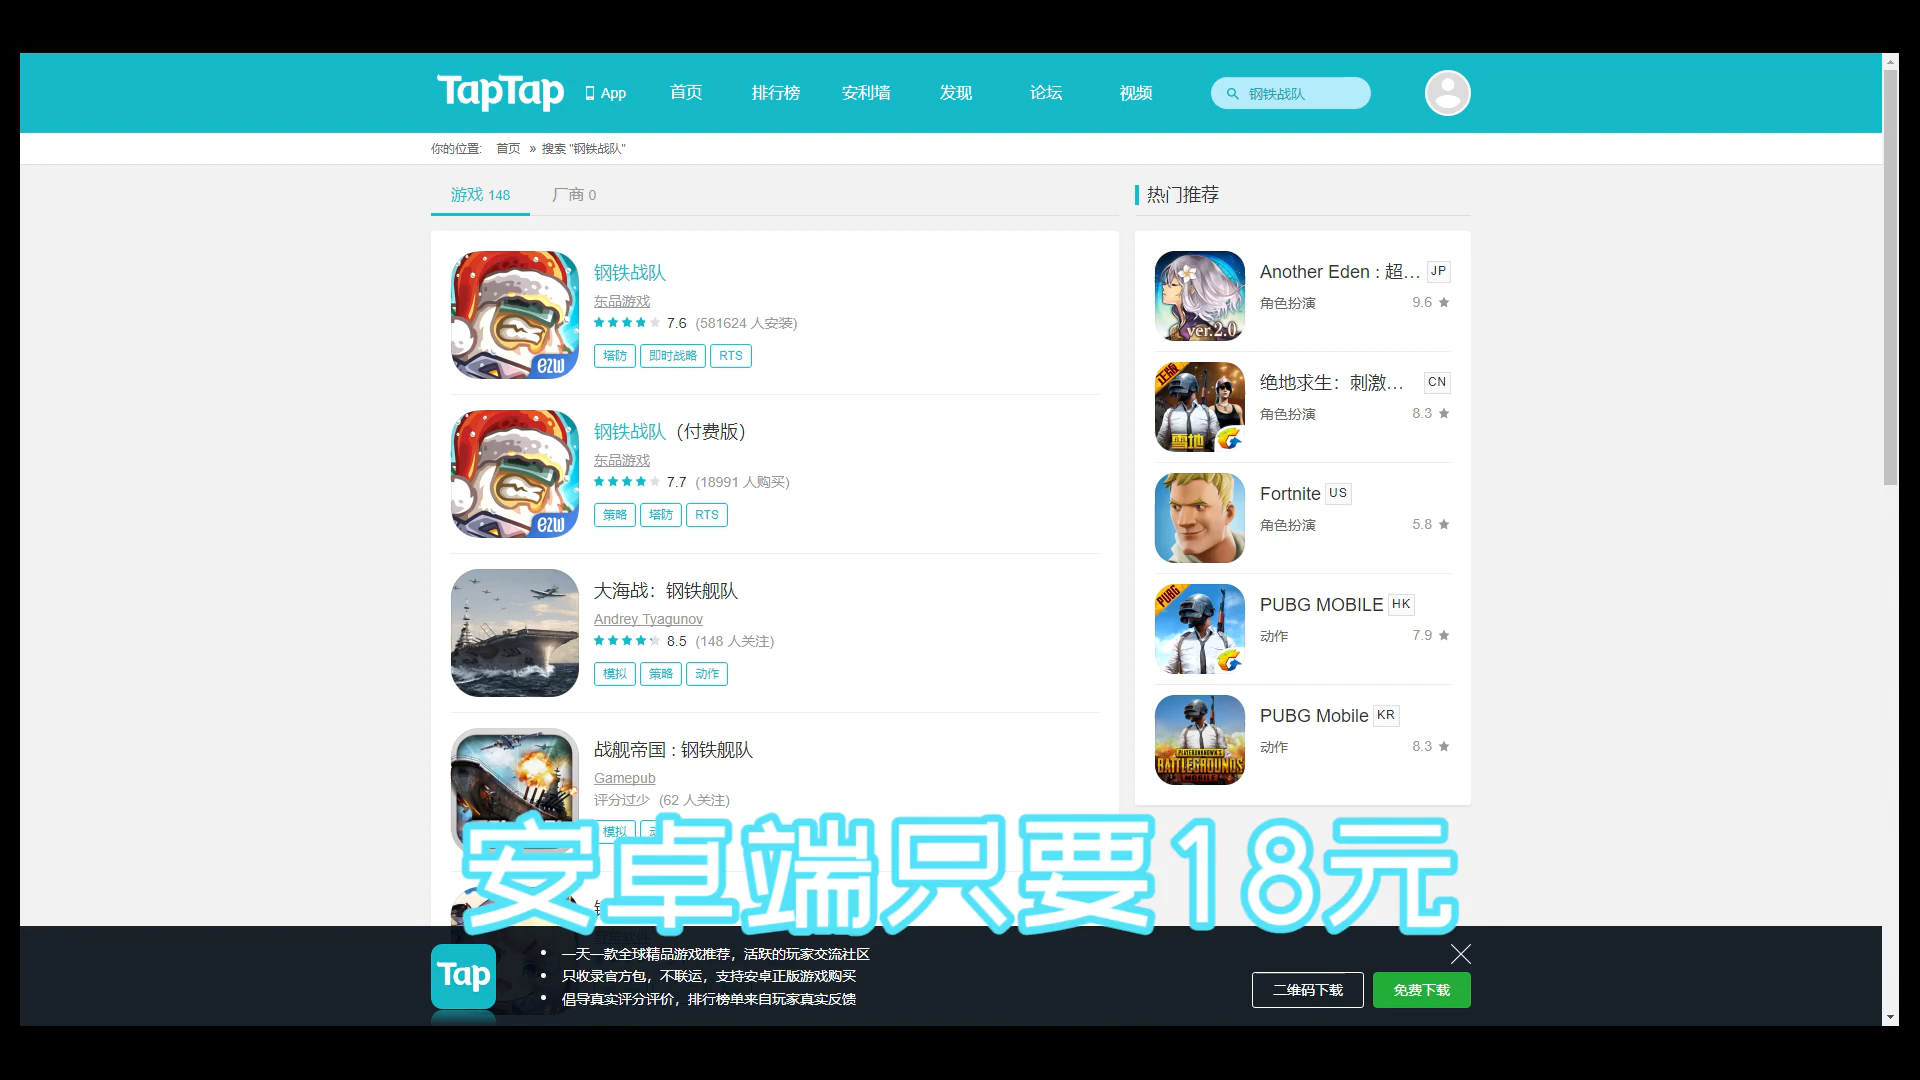 TapTap App 首页 排行榜 安利墙 发现 论坛 视频 钢铁战队
你的位置: 首页 » 搜索 "钢铁战队"
游戏 148 厂商 0
钢铁战队
东品游戏
7.6 (581624 人安装)
塔防 即时战略 RTS
ezw
钢铁战队（付费版）
东品游戏
7.7 (18991 人购买)
策略 塔防 RTS
ezw
大海战：钢铁舰队
Andrey Tyagunov
8.5 (148 人关注)
模拟 策略 动作
战舰帝国 : 钢铁舰队
Gamepub
评分过少 (62 人关注)
模拟
热门推荐
Another Eden : 超... JP
角色扮演 9.6
ver.2.0
绝地求生：刺激... CN
角色扮演 8.3
正版
雪地
Fortnite US
角色扮演 5.8
PUBG MOBILE HK
动作 7.9
PUBG
PUBG Mobile KR
动作 8.3
PLAYERUNKNOWN'S
BATTLEGROUNDS
MOBILE
安卓端只要18元
Tap
一天一款全球精品游戏推荐，活跃的玩家交流社区
只收录官方包，不联运，支持安卓正版游戏购买
倡导真实评分评价，排行榜单来自玩家真实反馈
二维码下载 免费下载